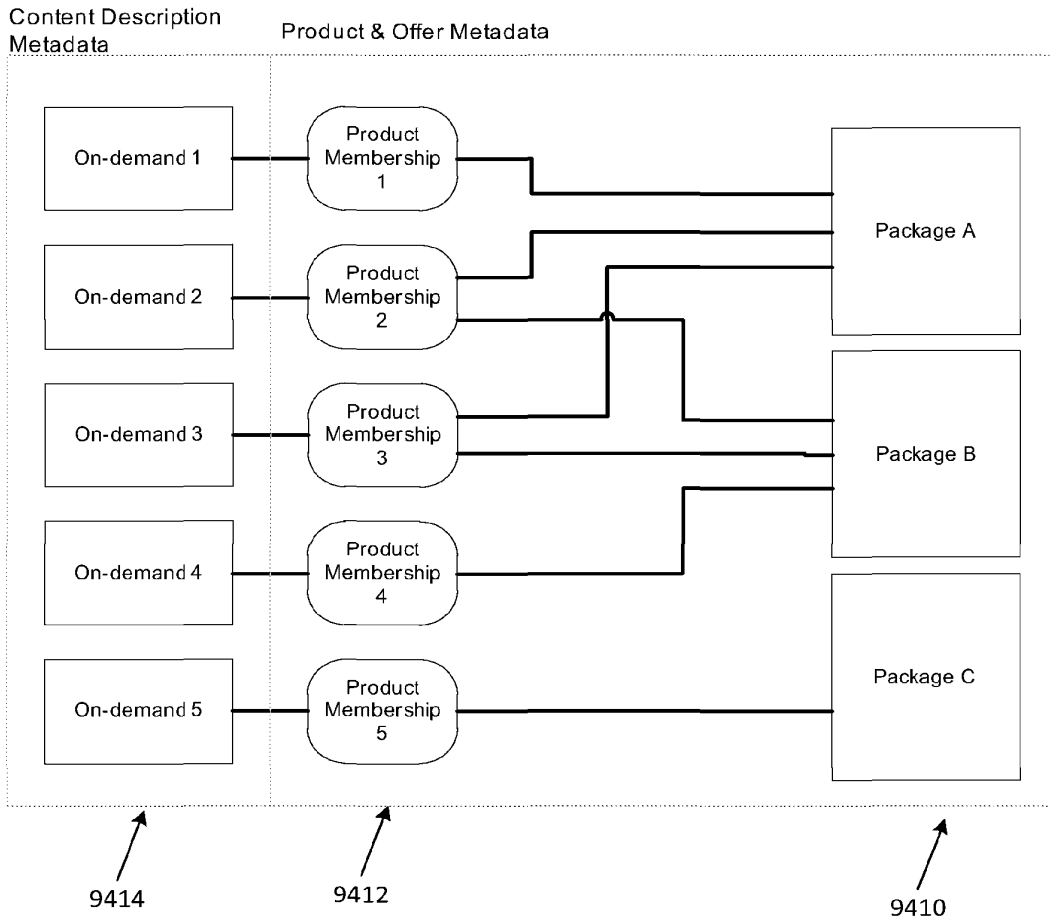 Content Description
Metadata
Product & Offer Metadata
On-demand 1
Product
Membership
1
Package A
On-demand 2
Product
Membership
2
On-demand 3
Product
Membership
3
Package B
On-demand 4
Product
Membership
4
Package C
On-demand 5
Product
Membership
5
9414
9412
9410